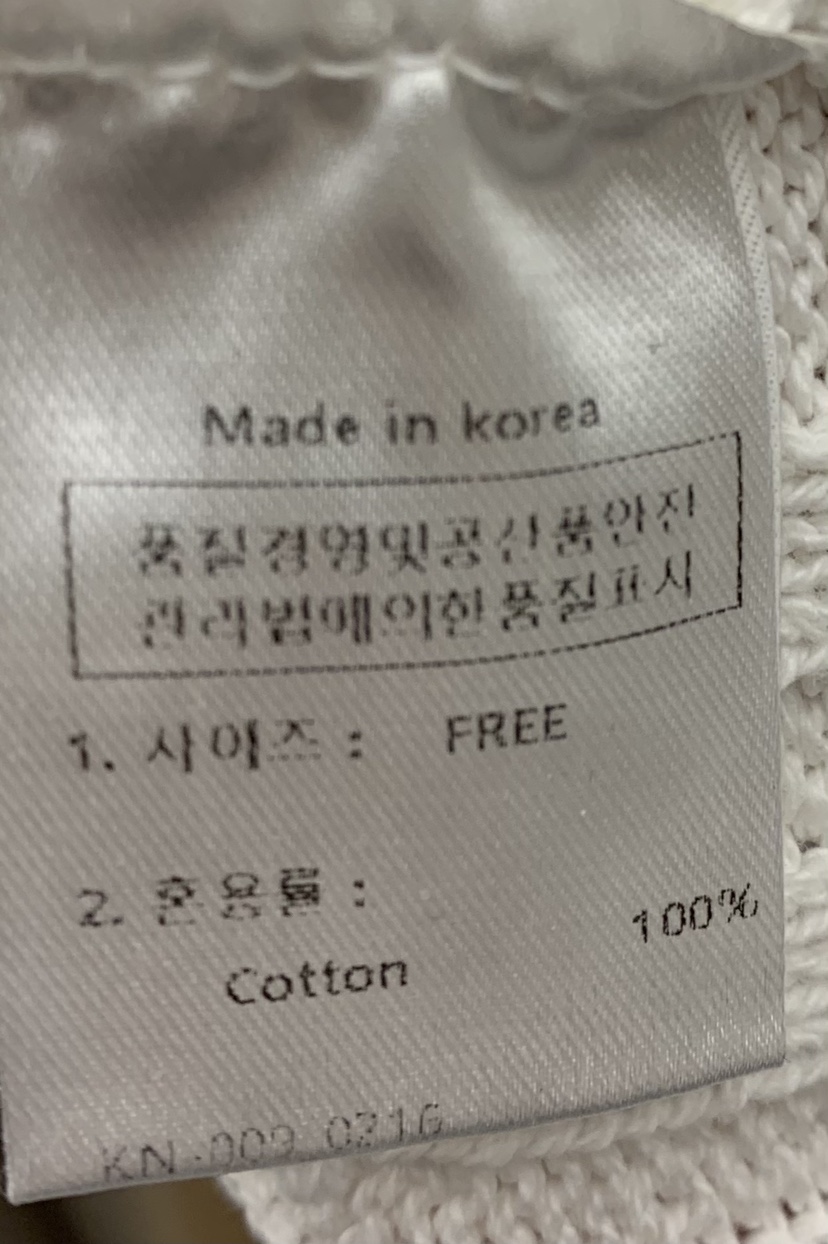 Made in korea
품질경영및공산품안전
관리법에의한품질표시
1. 사이즈 : FREE
2. 혼용률 :
100%
Cotton
KN-009 0216